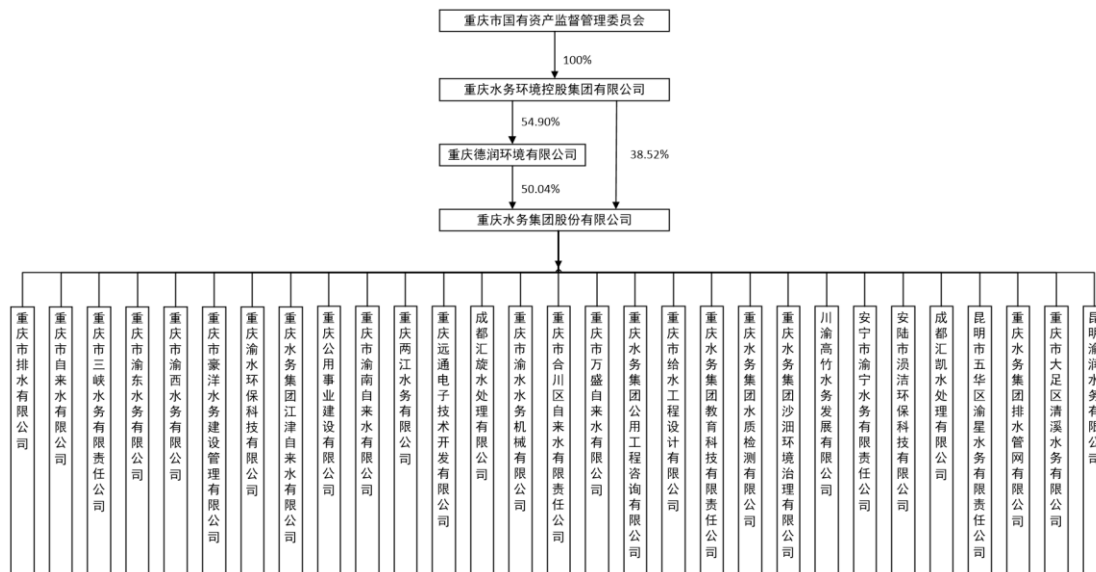 重庆市国有资产监督管理委员会
100%
重庆水务环境控股集团有限公司
54.90%
重庆德润环境有限公司
38.52%
50.04%
重庆水务集团股份有限公司
重庆市排水有限公司
重庆市自来水有限公司
重庆市三峡水务有限责任公司
重庆市渝东水务有限公司
重庆市渝西水务有限公司
重庆市豪洋水务建设管理有限公司
重庆渝水环保科技有限公司
重庆水务集团江津自来水有限公司
重庆公用事业建设有限公司
重庆市渝南自来水有限公司
重庆两江水务有限公司
重庆远通电子技术开发有限公司
成都汇旋水处理有限公司
重庆市渝水水务机械有限公司
重庆市合川区自来水有限责任公司
重庆市万盛自来水有限公司
重庆水务集团公用工程咨询有限公司
重庆市给水工程设计有限公司
重庆水务集团教育科技有限责任公司
重庆水务集团水质检测有限公司
重庆水务集团沙沺环境治理有限公司
川渝高竹水务发展有限公司
安宁市渝宁水务有限责任公司
安陆市涢洁环保科技有限公司
成都汇凯水处理有限公司
昆明市五华区渝星水务有限责任公司
重庆水务集团排水管网有限公司
重庆市大足区清溪水务有限公司
昆明渝润水务有限公司